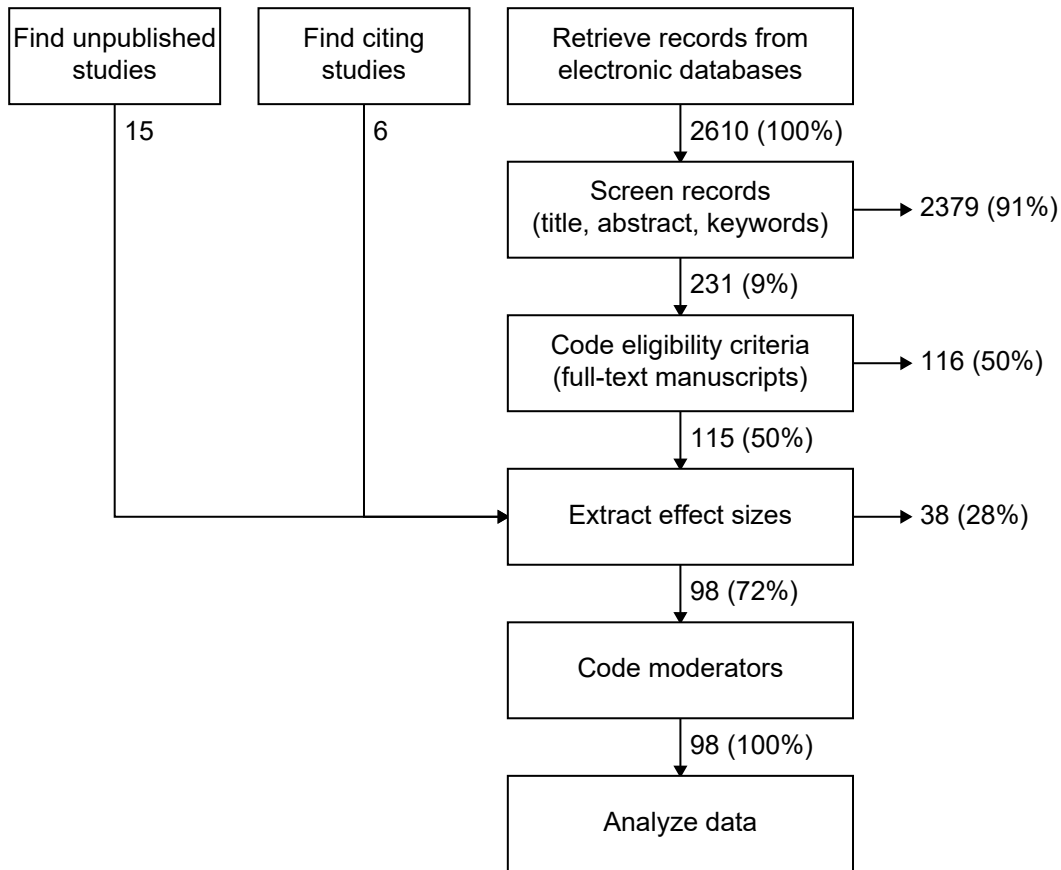 Find unpublished
studies
Find citing
studies
Retrieve records from
electronic databases
15
6
2610 (100%)
Screen records
(title, abstract, keywords)
2379 (91%)
231 (9%)
Code eligibility criteria
(full-text manuscripts)
116 (50%)
115 (50%)
Extract effect sizes
38 (28%)
98 (72%)
Code moderators
98 (100%)
Analyze data